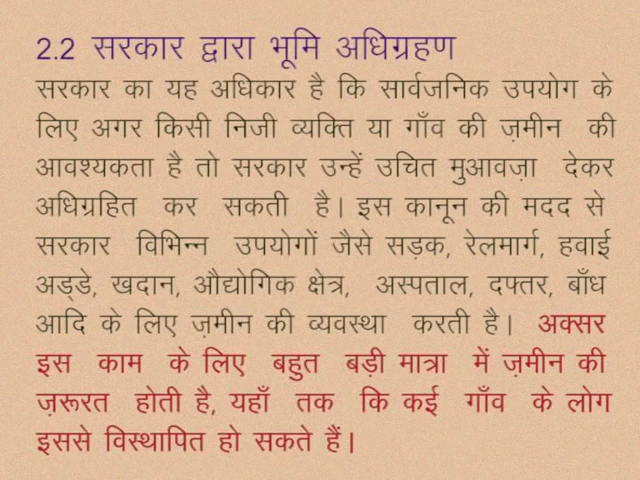 2.2 सरकार द्वारा भूमि अधिग्रहण
सरकार का यह अधिकार है कि सार्वजनिक उपयोग के
लिए अगर किसी निजी व्यक्ति या गाँव की ज़मीन की
आवश्यकता है तो सरकार उन्हें उचित मुआवज़ा देकर
अधिग्रहित कर सकती है। इस कानून की मदद से
सरकार विभिन्न उपयोगों जैसे सड़क, रेलमार्ग, हवाई
अड्डे, खदान, औद्योगिक क्षेत्र, अस्पताल, दफ्तर, बाँध
आदि के लिए ज़मीन की व्यवस्था करती है। अक्सर
इस काम के लिए बहुत बड़ी मात्रा में ज़मीन की
ज़रूरत होती है, यहाँ तक कि कई गाँव के लोग
इससे विस्थापित हो सकते हैं।